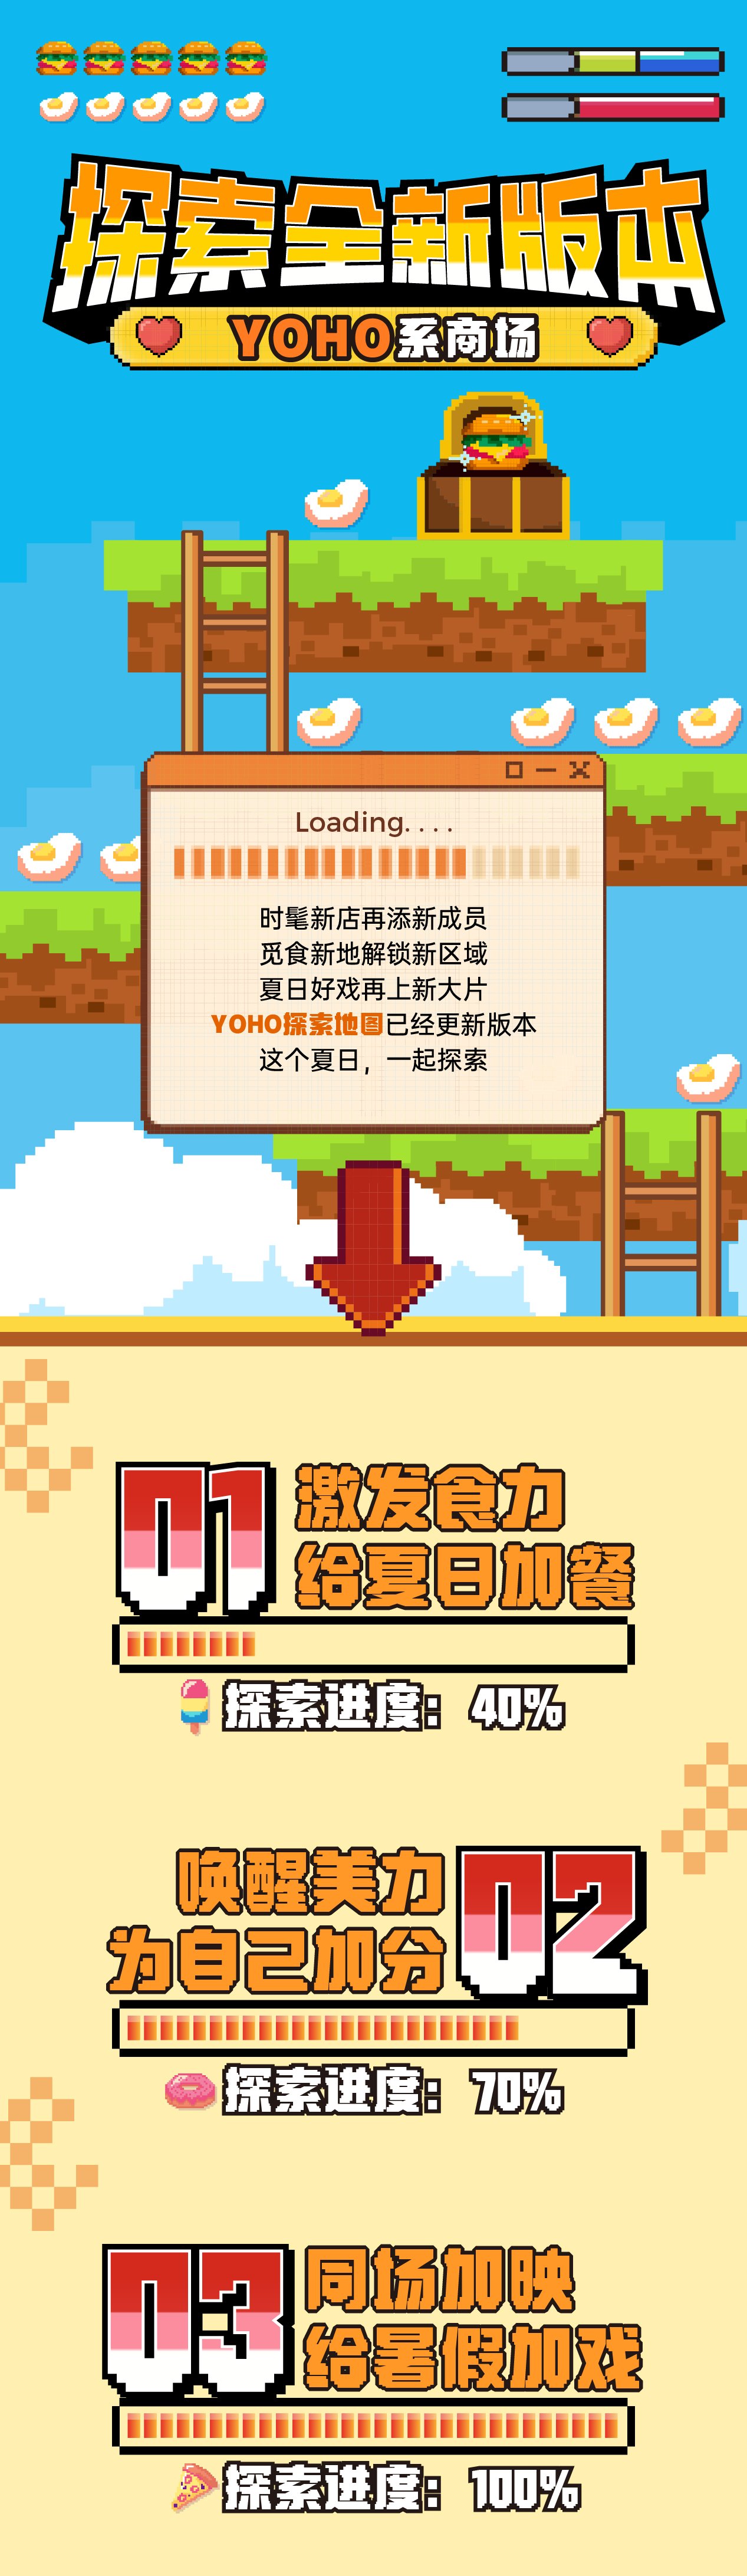 探索全新版本
YOHO系商场
Loading....
时髦新店再添新成员
觅食新地解锁新区域
夏日好戏再上新大片
YOHO探索地图已经更新版本
这个夏日，一起探索
01
激发食力
给夏日加餐
探索进度：40%
唤醒美力
为自己加分
02
探索进度：70%
03
同场加映
给暑假加戏
探索进度：100%